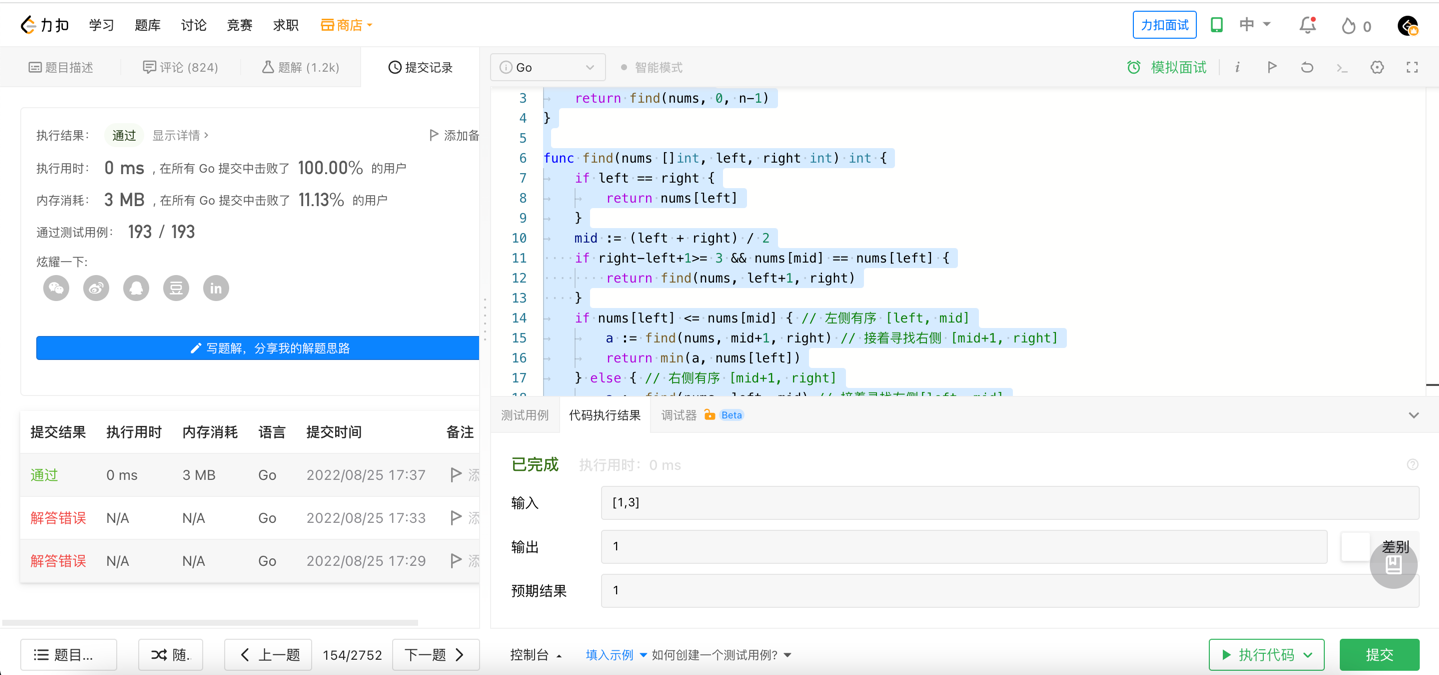 力扣 学习 题库 讨论 竞赛 求职 商店 力扣面试 中 0
题目描述 评论 (824) 题解 (1.2k) 提交记录
执行结果： 通过 显示详情 › 添加备
执行用时： 0 ms , 在所有 Go 提交中击败了 100.00% 的用户
内存消耗： 3 MB , 在所有 Go 提交中击败了 11.13% 的用户
通过测试用例： 193 / 193
炫耀一下:
豆 in
写题解，分享我的解题思路
提交结果 执行用时 内存消耗 语言 提交时间 备注
通过 0 ms 3 MB Go 2022/08/25 17:37 添
解答错误 N/A N/A Go 2022/08/25 17:33 添
解答错误 N/A N/A Go 2022/08/25 17:29 添
题目... 随. 上一题 154/2752 下一题
Go 智能模式 模拟面试 i
3 return find(nums, 0, n-1)
4 }
5
6 func find(nums []int, left, right int) int {
7 if left == right {
8 return nums[left]
9 }
10 mid := (left + right) / 2
11 if right-left+1>= 3 && nums[mid] == nums[left] {
12 return find(nums, left+1, right)
13 }
14 if nums[left] <= nums[mid] { // 左侧有序 [left, mid]
15 a := find(nums, mid+1, right) // 接着寻找右侧 [mid+1, right]
16 return min(a, nums[left])
17 } else { // 右侧有序 [mid+1, right]
测试用例 代码执行结果 调试器 Beta
已完成 执行用时：0 ms
输入 [1,3]
输出 1 差别
预期结果 1
控制台 填入示例 如何创建一个测试用例? 执行代码 提交